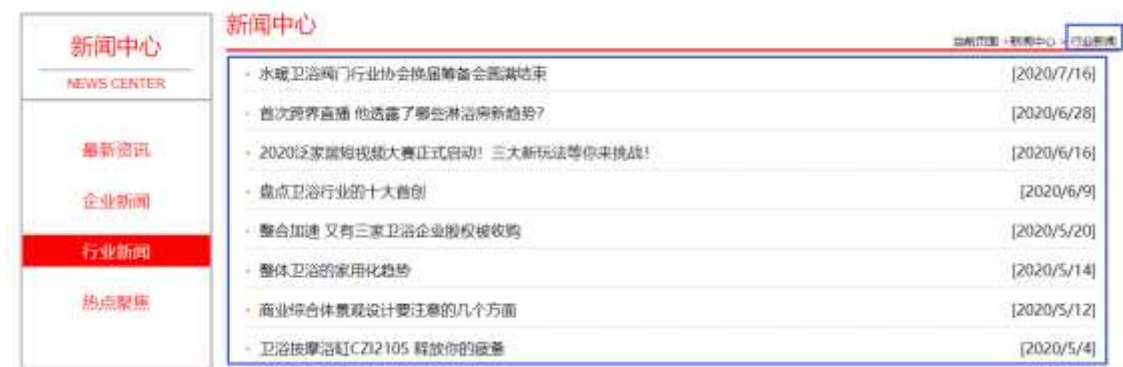 新闻中心
NEWS CENTER
最新资讯
企业新闻
行业新闻
热点聚焦
新闻中心
当前页面 >新闻中心 > 行业新闻
· 水暖卫浴阀门行业协会换届筹备会圆满结束 [2020/7/16]
· 首次跨界直播 他透露了哪些淋浴房新趋势? [2020/6/28]
· 2020泛家居短视频大赛正式启动! 三大新玩法等你来挑战! [2020/6/16]
· 盘点卫浴行业的十大首创 [2020/6/9]
· 整合加速 又有三家卫浴企业股权被收购 [2020/5/20]
· 整体卫浴的家用化趋势 [2020/5/14]
· 商业综合体景观设计要注意的几个方面 [2020/5/12]
· 卫浴按摩浴缸CZI2105 释放你的疲惫 [2020/5/4]